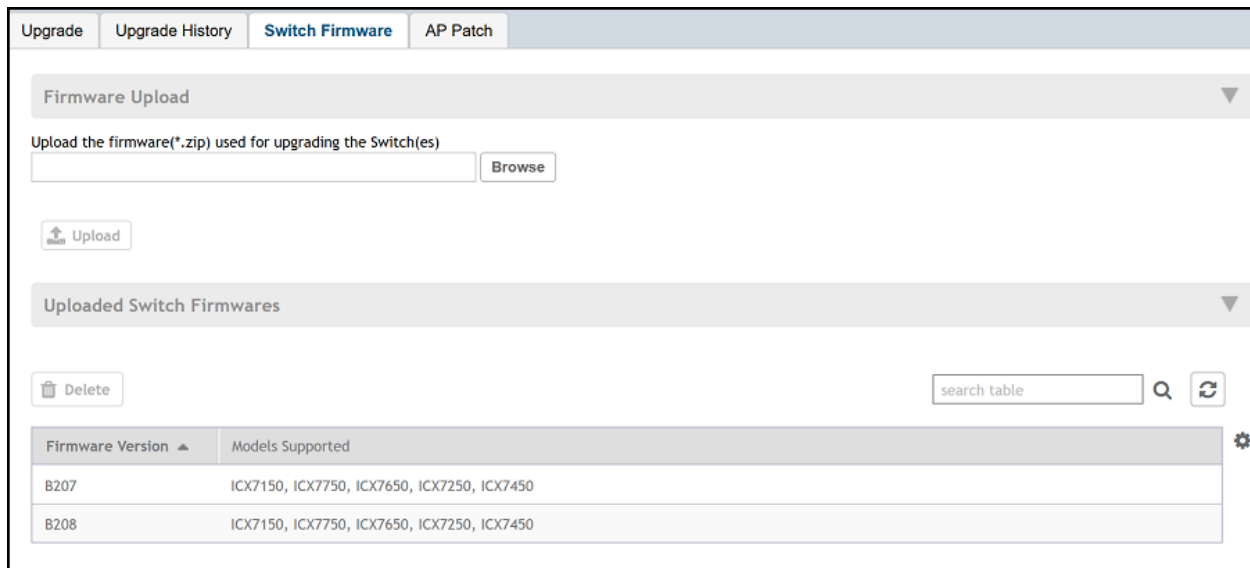 Upgrade Upgrade History Switch Firmware AP Patch
Firmware Upload
Upload the firmware(*.zip) used for upgrading the Switch(es)
Browse
Upload
Uploaded Switch Firmwares
Delete search table
Firmware Version Models Supported
B207 ICX7150, ICX7750, ICX7650, ICX7250, ICX7450
B208 ICX7150, ICX7750, ICX7650, ICX7250, ICX7450